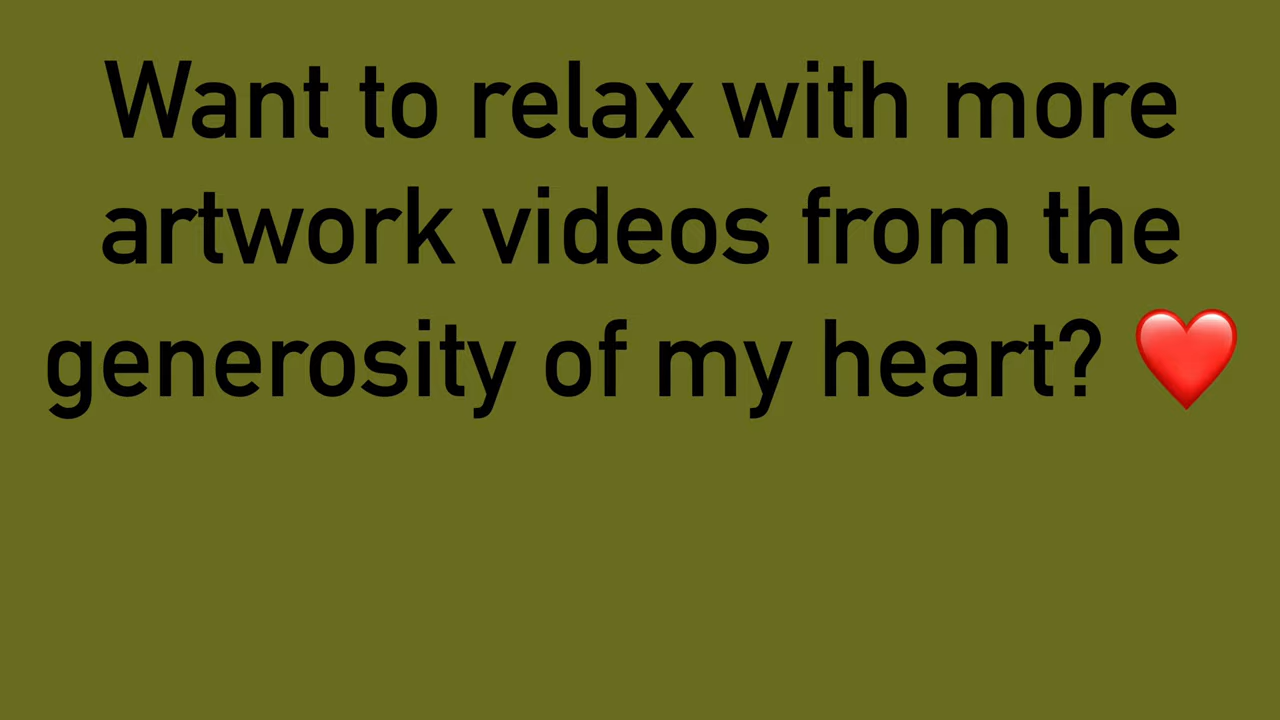 Want to relax with more
artwork videos from the
generosity of my heart? ❤️